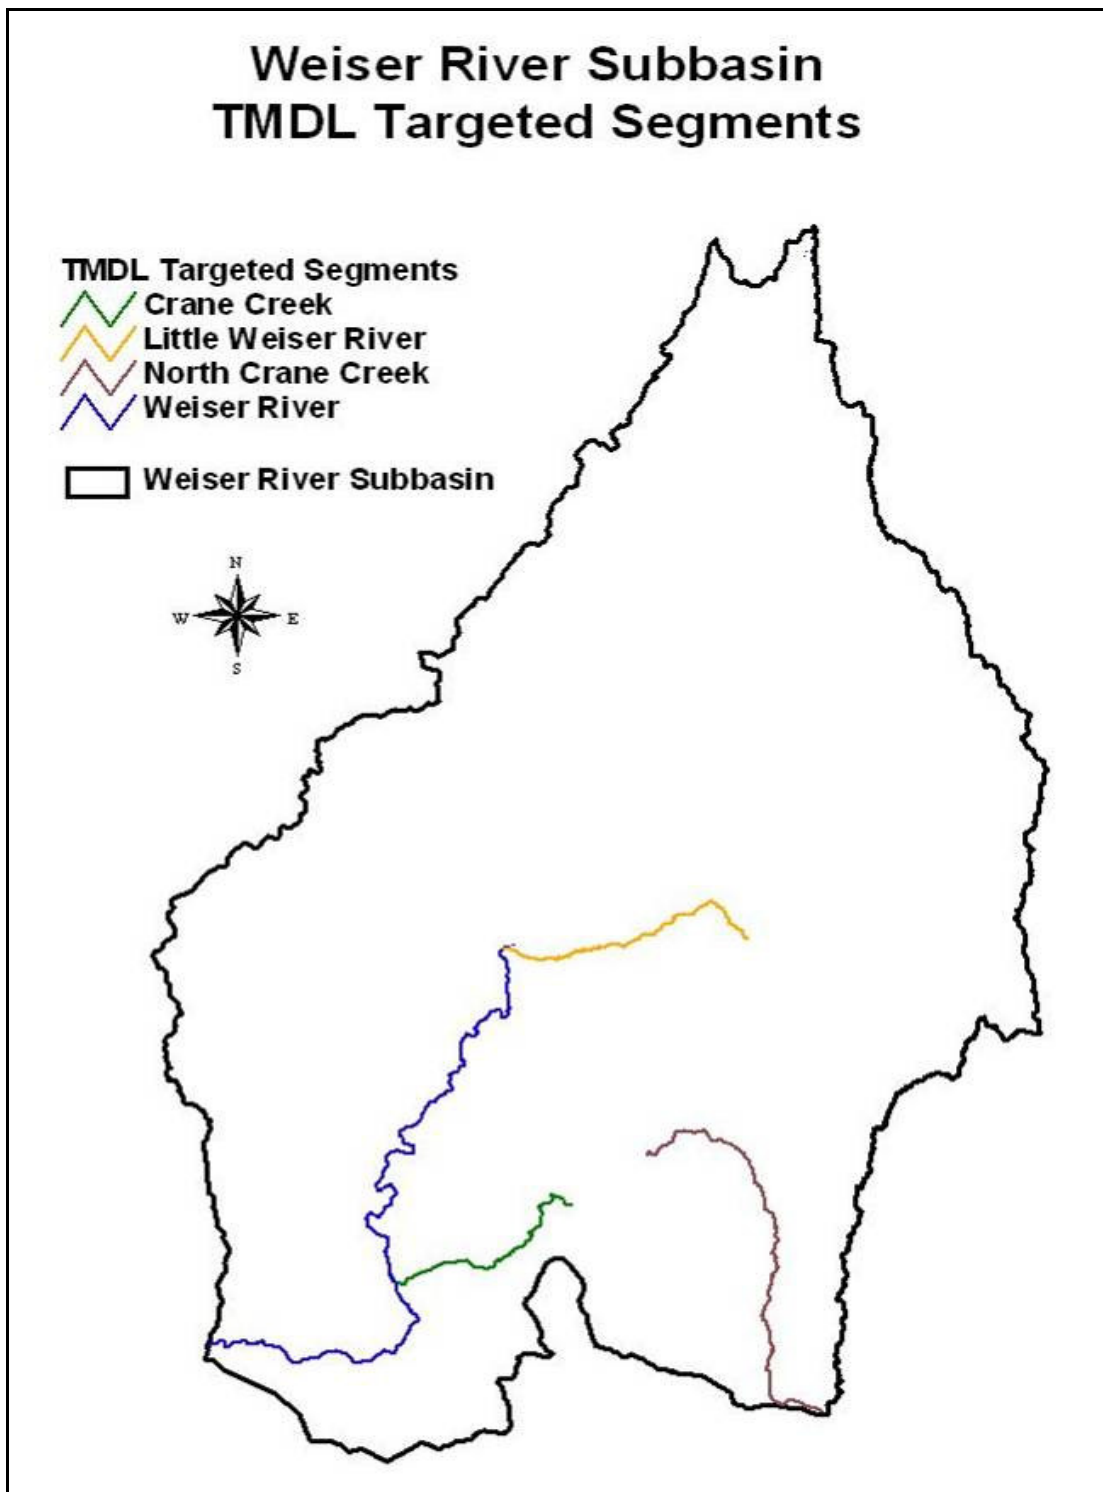 Weiser River Subbasin
TMDL Targeted Segments
TMDL Targeted Segments
Crane Creek
Little Weiser River
North Crane Creek
Weiser River
Weiser River Subbasin
N
W E
S